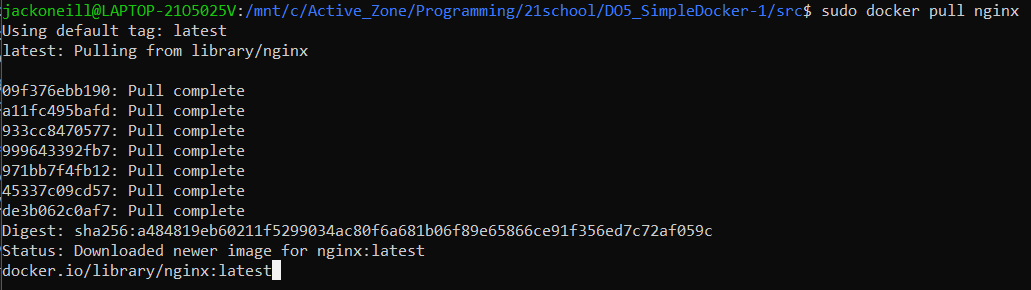 jackoneill@LAPTOP-21O5025V:/mnt/c/Active_Zone/Programming/21school/DO5_SimpleDocker-1/src$ sudo docker pull nginx
Using default tag: latest
latest: Pulling from library/nginx
09f376ebb190: Pull complete
a11fc495bafd: Pull complete
933cc8470577: Pull complete
999643392fb7: Pull complete
971bb7f4fb12: Pull complete
45337c09cd57: Pull complete
de3b062c0af7: Pull complete
Digest: sha256:a484819eb60211f5299034ac80f6a681b06f89e65866ce91f356ed7c72af059c
Status: Downloaded newer image for nginx:latest
docker.io/library/nginx:latest